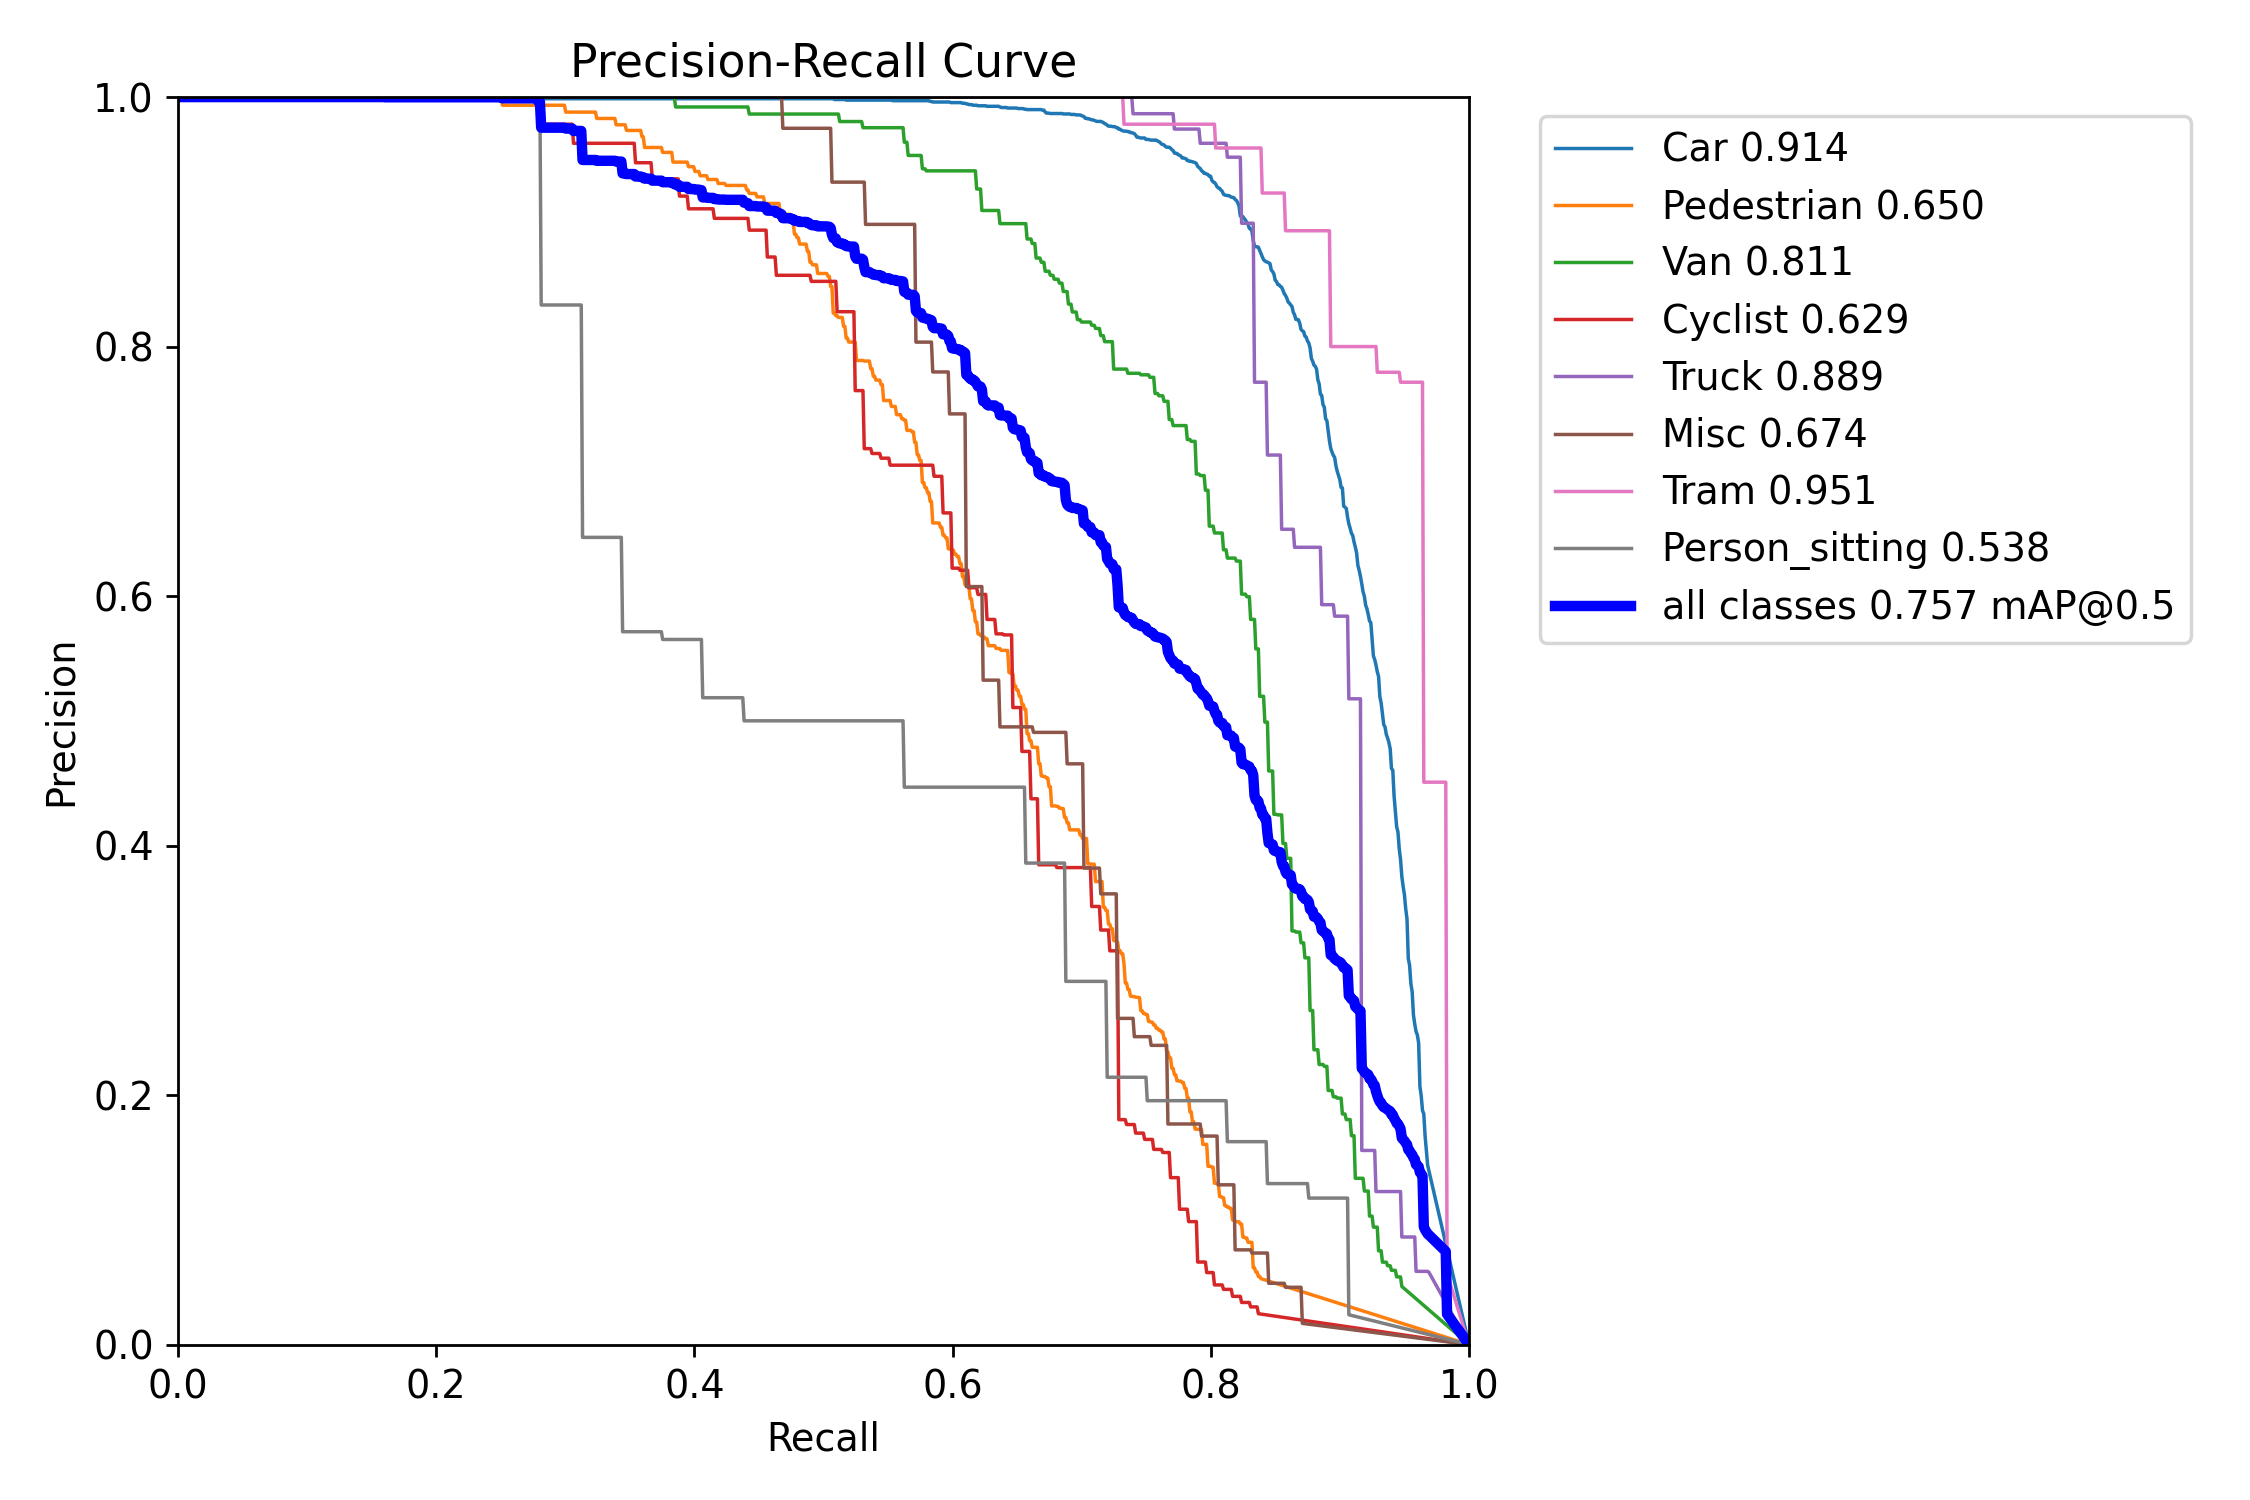 Precision-Recall Curve
1.0
0.8
0.6
0.4
0.2
0.0
Precision
0.0 0.2 0.4 0.6 0.8 1.0
Recall
Car 0.914
Pedestrian 0.650
Van 0.811
Cyclist 0.629
Truck 0.889
Misc 0.674
Tram 0.951
Person_sitting 0.538
all classes 0.757 mAP@0.5